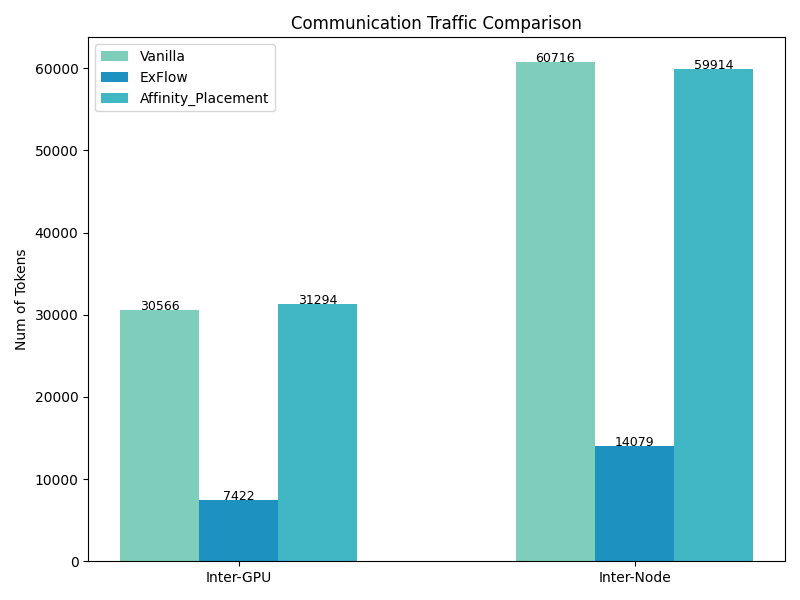 Communication Traffic Comparison
Vanilla
ExFlow
Affinity_Placement
Num of Tokens
60000
50000
40000
30000
20000
10000
0
30566
7422
31294
60716
14079
59914
Inter-GPU
Inter-Node